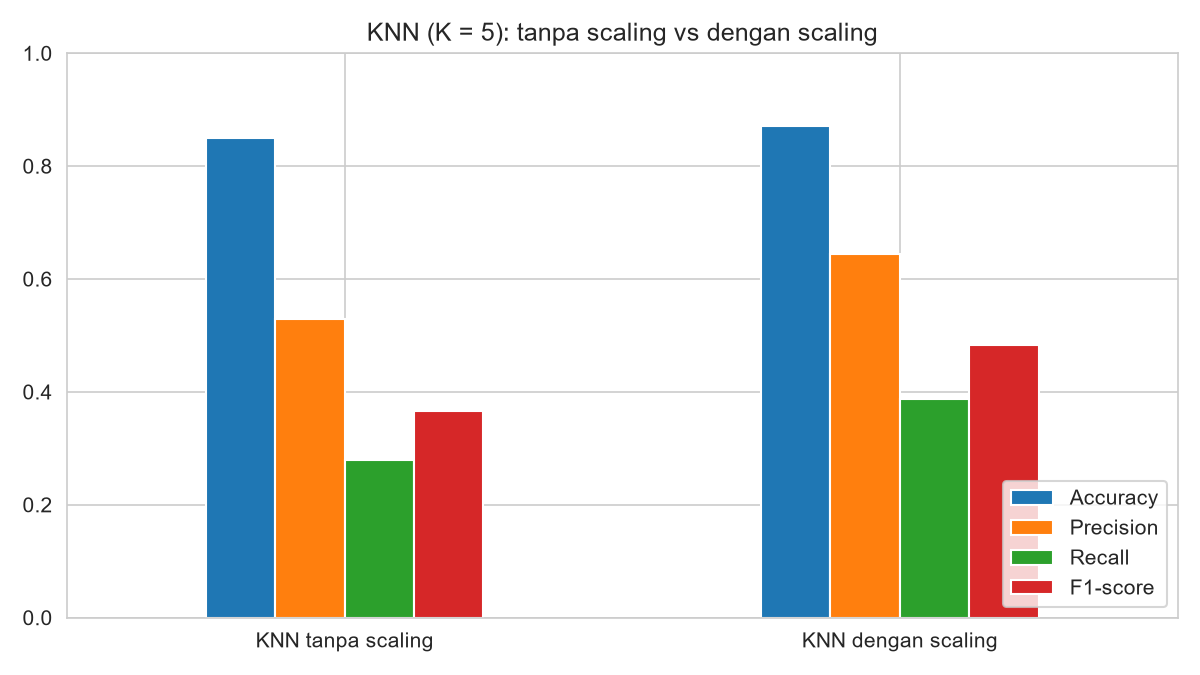 KNN (K = 5): tanpa scaling vs dengan scaling
1.0
0.8
0.6
0.4
0.2
0.0
KNN tanpa scaling
KNN dengan scaling
Accuracy
Precision
Recall
F1-score